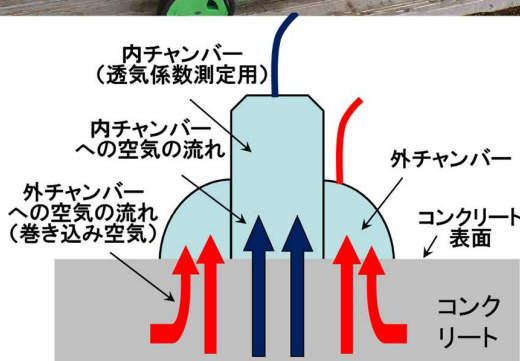 内チャンバー
（透気係数測定用）
内チャンバー
への空気の流れ
外チャンバー
への空気の流れ
（巻き込み空気）
外チャンバー
コンクリート
表面
コンク
リート